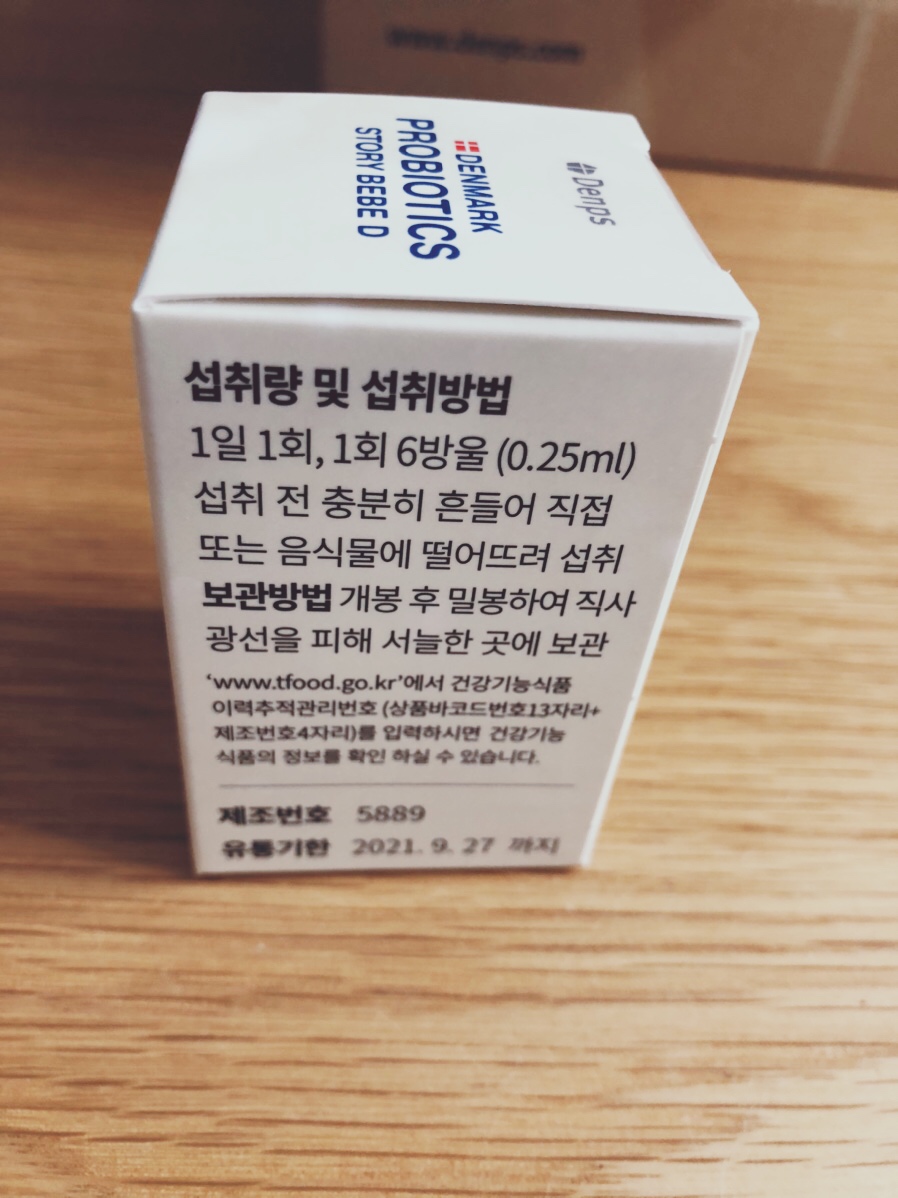 www.denps.com
Denps
DENMARK
PROBIOTICS
STORY BEBE D
섭취량 및 섭취방법
1일 1회, 1회 6방울 (0.25ml)
섭취 전 충분히 흔들어 직접
또는 음식물에 떨어뜨려 섭취
보관방법 개봉 후 밀봉하여 직사
광선을 피해 서늘한 곳에 보관
‘www.tfood.go.kr’에서 건강기능식품
이력추적관리번호 (상품바코드번호13자리+
제조번호4자리)를 입력하시면 건강기능
식품의 정보를 확인 하실 수 있습니다.
제조번호 5889
유통기한 2021. 9. 27 까지